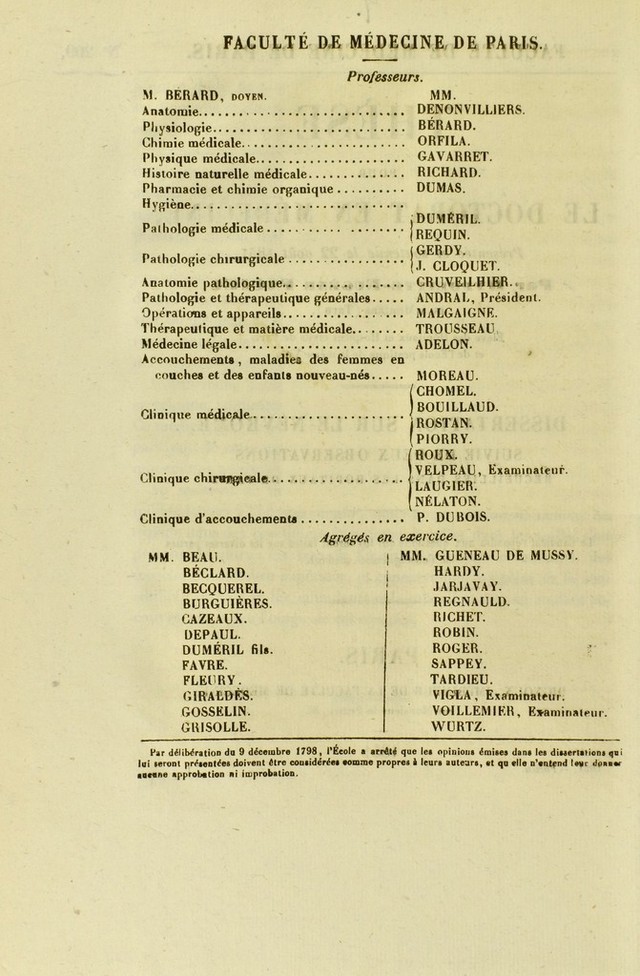 FACULTÉ DE MÉDECINE DE PARIS.
Professeurs.
M. BERARD, DOYEN. MM.
Anatomie........................... DENONVILLIERS.
Physiologie........................... BÉRARD.
Chimie médicale....................... ORFILA.
Physique médicale..................... GAVARRET.
Histoire naturelle médicale............. RICHARD.
Pharmacie et chimie organique .......... DUMAS.
Hygiène.............................
Pathologie médicale ................... { DUMÉRIL.
REQUIN.
Pathologie chirurgicale ................ { GERDY.
J. CLOQUET.
Anatomie pathologique................. CRUVEILHIER.
Pathologie et thérapeutique générales..... ANDRAL, Président.
Opérations et appareils................ MALGAIGNE.
Thérapeutique et matière médicale........ TROUSSEAU.
Médecine légale....................... ADELON.
Accouchements, maladies des femmes en
couches et des enfants nouveau-nés..... MOREAU.
Clinique médicale..................... { CHOMEL.
BOUILLAUD.
ROSTAN.
PIORRY.
Clinique chirurgicale................... { ROUX.
VELPEAU, Examinateur.
LAUGIER.
NÉLATON.
Clinique d'accouchements ............... P. DUBOIS.
Agrégés en exercice.
MM. BEAU.
BÉCLARD.
BECQUEREL.
BURGUIÈRES.
CAZEAUX.
DEPAUL.
DUMÉRIL fils.
FAVRE.
FLEURY.
GIRALDÈS.
GOSSELIN.
GRISOLLE.
MM. GUENEAU DE MUSSY.
HARDY.
JARJAVAY.
REGNAULD.
RICHET.
ROBIN.
ROGER.
SAPPEY.
TARDIEU.
VIGLA, Examinateur.
VOILLEMIER, Examinateur.
WURTZ.
Par délibération du 9 décembre 1798, l'École a arrêté que les opinions émises dans les dissertations qui
lui seront présentées doivent être considérées comme propres à leurs auteurs, et qu'elle n'entend leur donner
aucune approbation ni improbation.